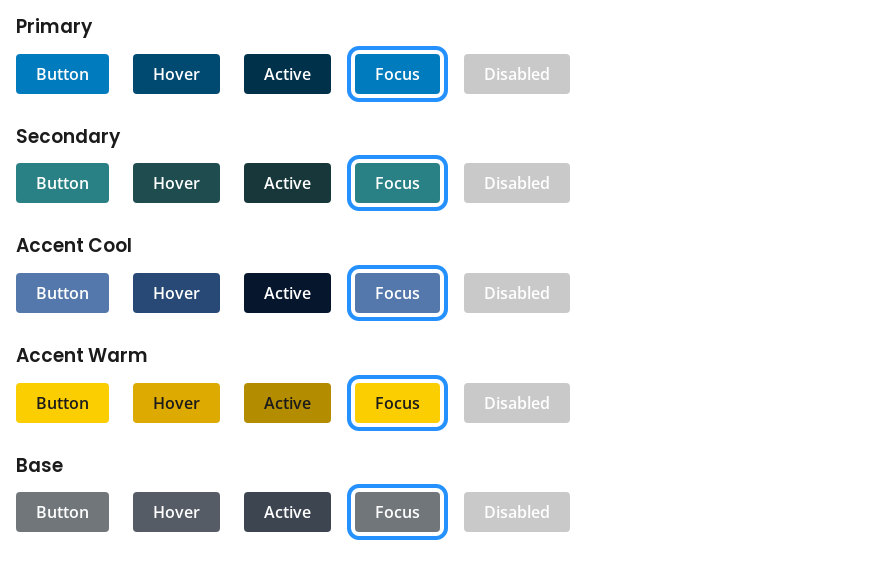 Primary
Button Hover Active Focus Disabled
Secondary
Button Hover Active Focus Disabled
Accent Cool
Button Hover Active Focus Disabled
Accent Warm
Button Hover Active Focus Disabled
Base
Button Hover Active Focus Disabled